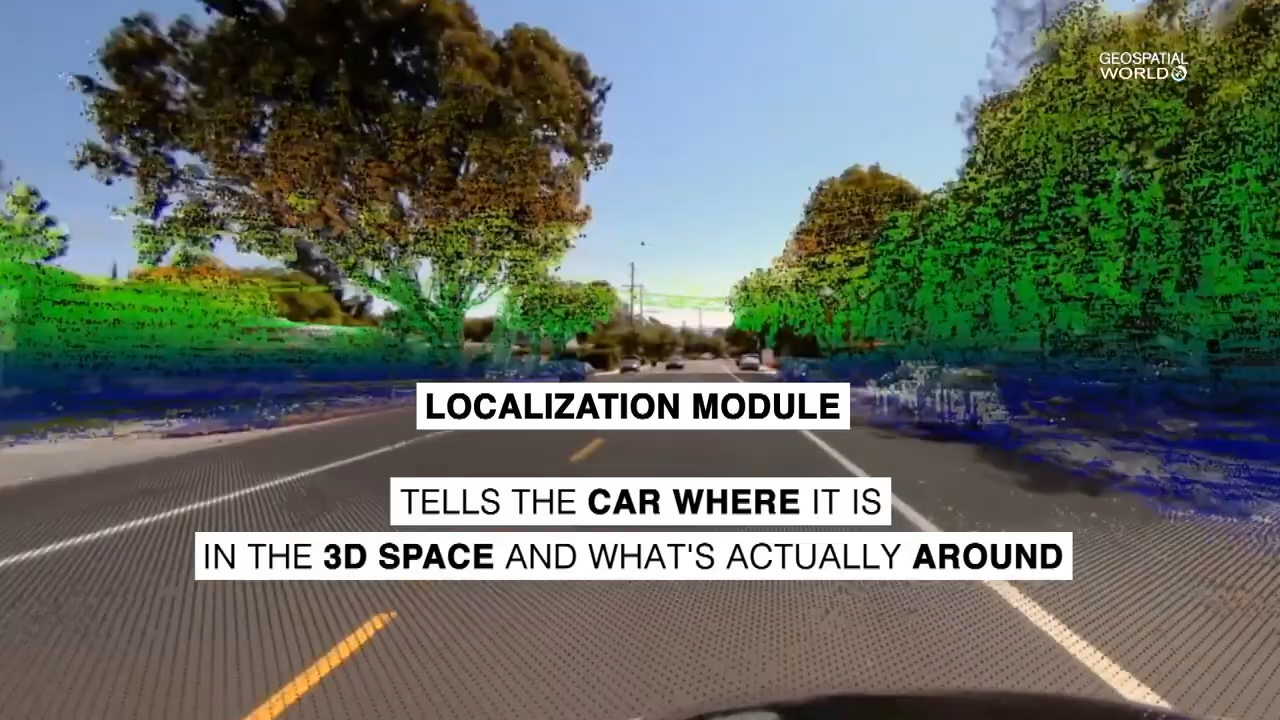 GEOSPATIAL
WORLD
LOCALIZATION MODULE
TELLS THE CAR WHERE IT IS
IN THE 3D SPACE AND WHAT'S ACTUALLY AROUND